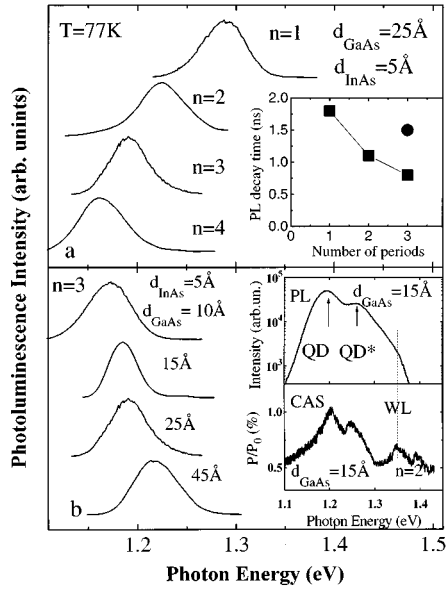 Photoluminescence Intensity (arb. unints)
T=77K
n=1
d_GaAs=25Å
d_InAs=5Å
n=2
n=3
n=4
a
PL decay time (ns)
2.0
1.5
1.0
0.5
0.0
0 1 2 3 4
Number of periods
n=3
d_InAs=5Å
d_GaAs=10Å
15Å
25Å
45Å
b
Intensity (arb.un.)
10^5
10^4
10^3
PL
d_GaAs=15Å
QD QD*
P/P_0 (%)
1.0
0.5
CAS
WL
d_GaAs=15Å
n=2
1.1 1.2 1.3 1.4
Photpn Energy (eV)
1.2 1.3 1.4 1.5
Photon Energy (eV)